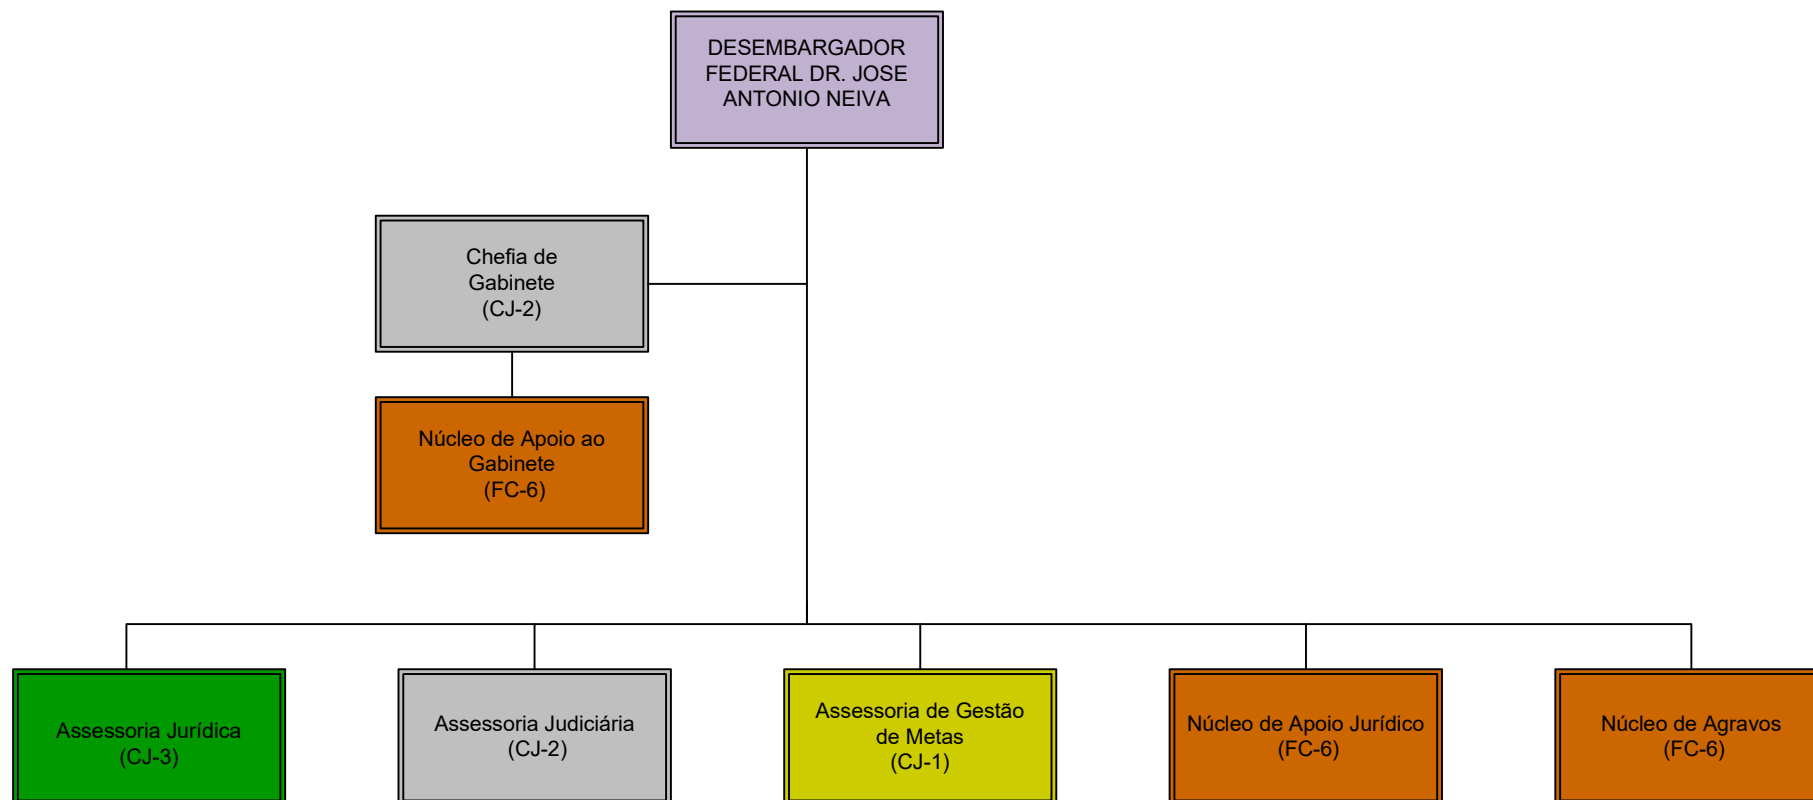 DESEMBARGADOR
FEDERAL DR. JOSE
ANTONIO NEIVA
Chefia de
Gabinete
(CJ-2)
Núcleo de Apoio ao
Gabinete
(FC-6)
Assessoria Jurídica
(CJ-3)
Assessoria Judiciária
(CJ-2)
Assessoria de Gestão
de Metas
(CJ-1)
Núcleo de Apoio Jurídico
(FC-6)
Núcleo de Agravos
(FC-6)